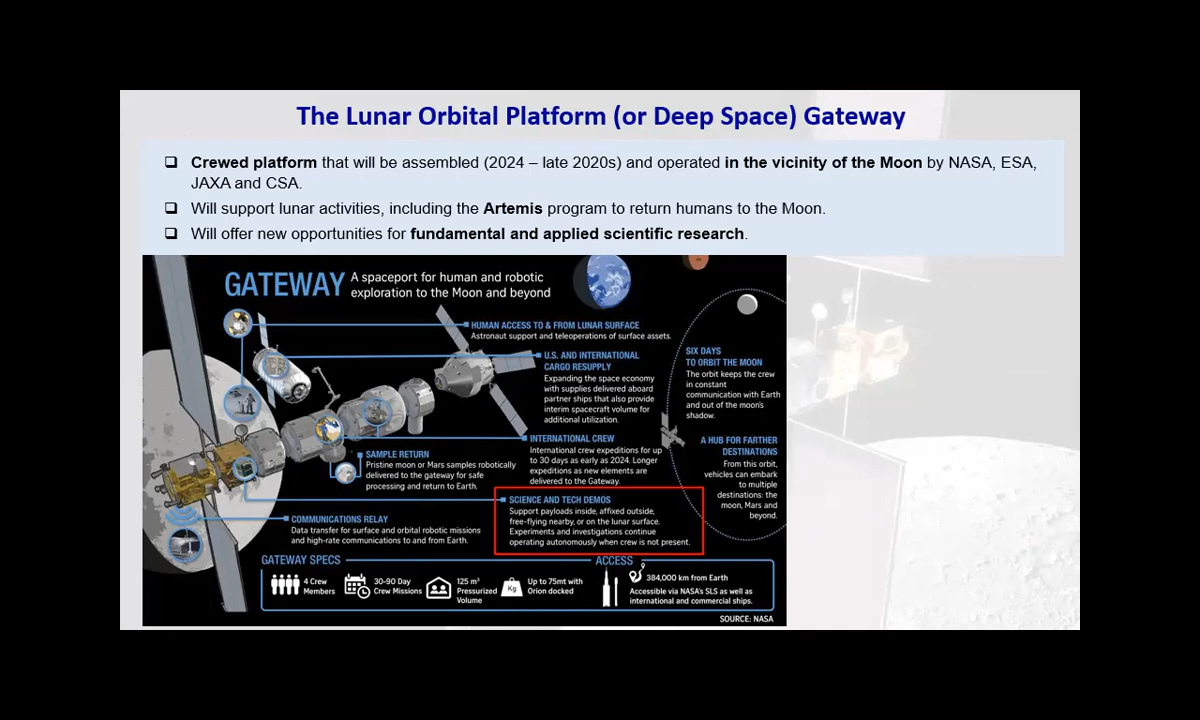 The Lunar Orbital Platform (or Deep Space) Gateway
❑ Crewed platform that will be assembled (2024 – late 2020s) and operated in the vicinity of the Moon by NASA, ESA,
JAXA and CSA.
❑ Will support lunar activities, including the Artemis program to return humans to the Moon.
❑ Will offer new opportunities for fundamental and applied scientific research.
GATEWAY
A spaceport for human and robotic
exploration to the Moon and beyond
HUMAN ACCESS TO & FROM LUNAR SURFACE
Astronaut support and teleoperations of surface assets.
U.S. AND INTERNATIONAL
CARGO RESUPPLY
Expanding the space economy
with supplies delivered aboard
partner ships that also provide
interim spacecraft volume for
additional utilization.
INTERNATIONAL CREW
International crew expeditions for up
to 30 days as early as 2024. Longer
expeditions as new elements are
delivered to the Gateway.
SAMPLE RETURN
Pristine moon or Mars samples robotically
delivered to the gateway for safe
processing and return to Earth.
SCIENCE AND TECH DEMOS
Support payloads inside, affixed outside,
free-flying nearby, or on the lunar surface.
Experiments and investigations continue
operating autonomously when crew is not present.
COMMUNICATIONS RELAY
Data transfer for surface and orbital robotic missions
and high-rate communications to and from Earth.
SIX DAYS
TO ORBIT THE MOON
The orbit keeps the crew
in constant
communication with Earth
and out of the moon's
shadow.
A HUB FOR FARTHER
DESTINATIONS
From this orbit,
vehicles can embark
to multiple
destinations: the
moon, Mars and
beyond.
GATEWAY SPECS
4 Crew
Members
30-90 Day
Crew Missions
125 m³
Pressurized
Volume
Kg
Up to 75mt with
Orion docked
ACCESS
384,000 km from Earth
Accessible via NASA's SLS as well as
international and commercial ships.
SOURCE: NASA